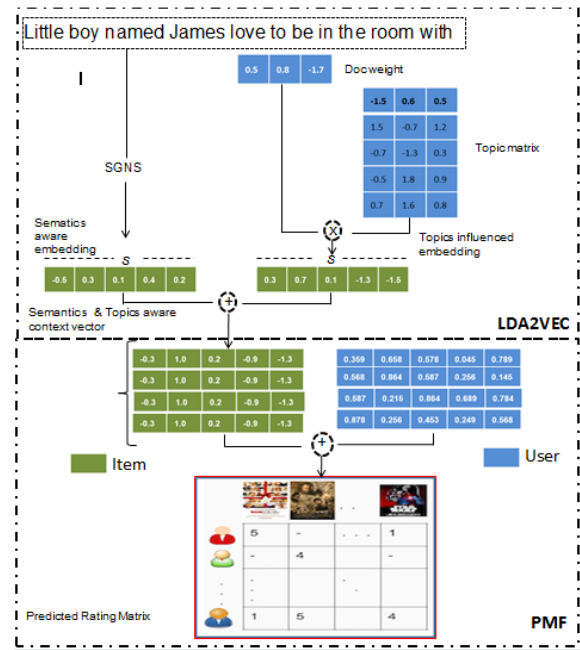 Little boy named James love to be in the room with
I
0.5 0.8 -1.7
Docweight
-1.5 0.6 0.5
1.5 -0.7 1.2
-0.7 -1.3 0.3
-0.5 1.8 0.9
0.7 1.6 0.8
Topic matrix
SGNS
x
Sematics
aware
embedding
S
S
Topics influenced
embedding
-0.5 0.3 0.1 0.4 0.2
0.3 0.7 0.1 -1.3 -1.5
+
Semantics & Topics aware
context vector
LDA2VEC
-0.3 1.0 0.2 -0.9 -1.3
-0.3 1.0 0.2 -0.9 -1.3
-0.3 1.0 0.2 -0.9 -1.3
-0.3 1.0 0.2 -0.9 -1.3
0.359 0.658 0.578 0.045 0.789
0.568 0.864 0.587 0.256 0.145
0.587 0.215 0.864 0.689 0.784
0.878 0.256 0.453 0.249 0.568
+
Item
User
. .
5 - . . . 1
- 4 -
1 5 4
Predicted Rating Matrix
PMF